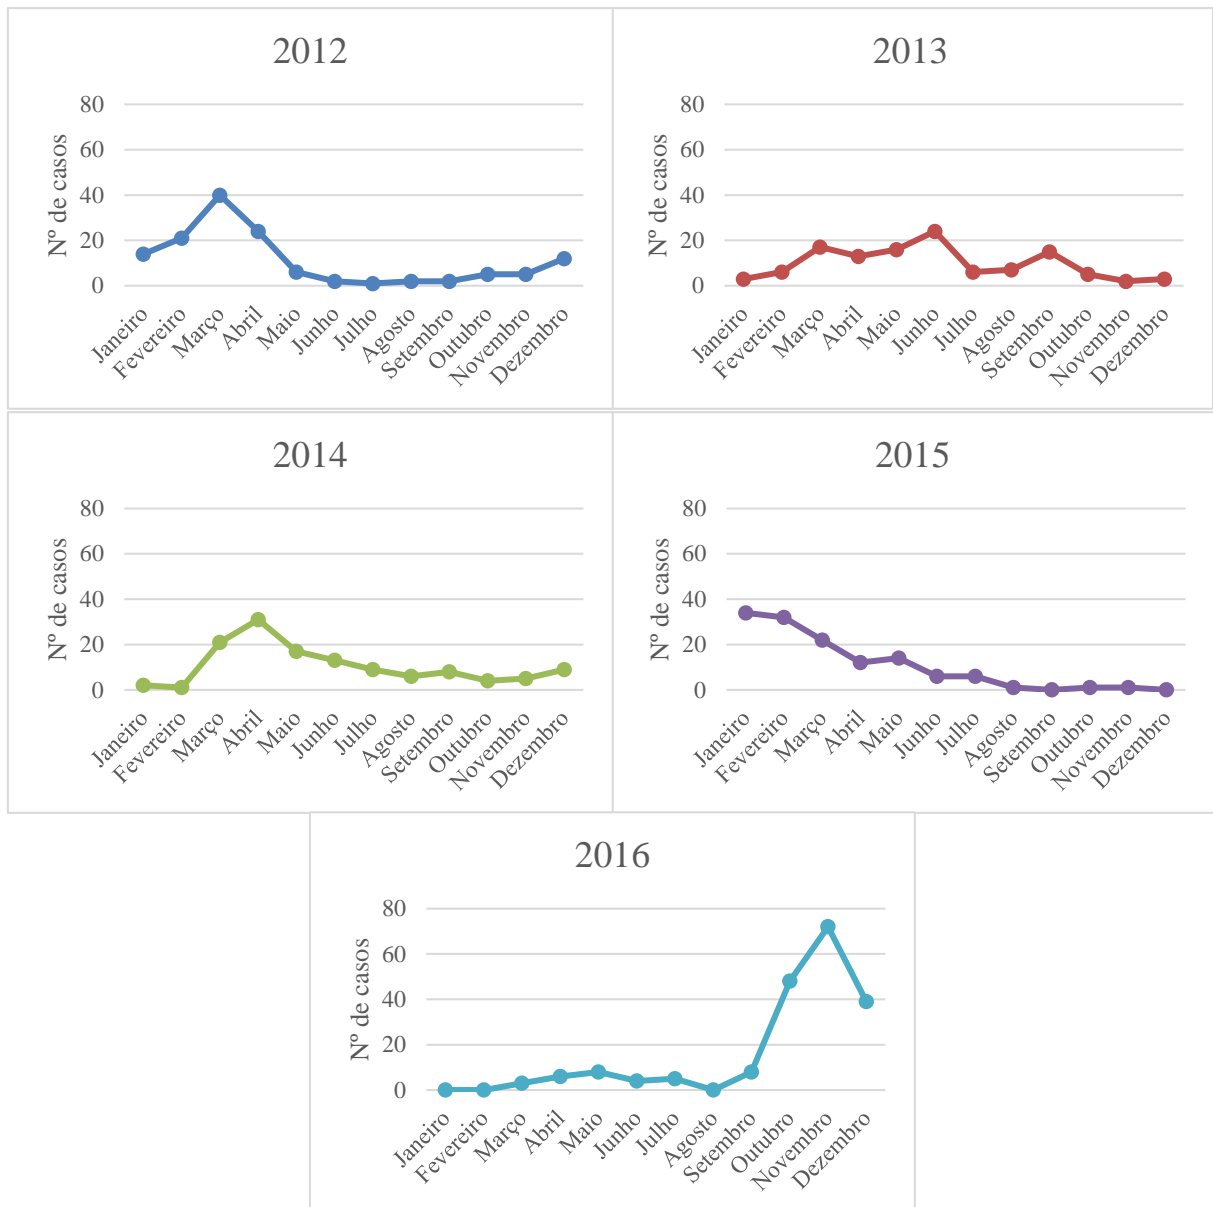 2012
Nº de casos
80
60
40
20
0
Janeiro
Fevereiro
Março
Abril
Maio
Junho
Julho
Agosto
Setembro
Outubro
Novembro
Dezembro
2013
Nº de casos
80
60
40
20
0
Janeiro
Fevereiro
Março
Abril
Maio
Junho
Julho
Agosto
Setembro
Outubro
Novembro
Dezembro
2014
Nº de casos
80
60
40
20
0
Janeiro
Fevereiro
Março
Abril
Maio
Junho
Julho
Agosto
Setembro
Outubro
Novembro
Dezembro
2015
Nº de casos
80
60
40
20
0
Janeiro
Fevereiro
Março
Abril
Maio
Junho
Julho
Agosto
Setembro
Outubro
Novembro
Dezembro
2016
Nº de casos
80
60
40
20
0
Janeiro
Fevereiro
Março
Abril
Maio
Junho
Julho
Agosto
Setembro
Outubro
Novembro
Dezembro